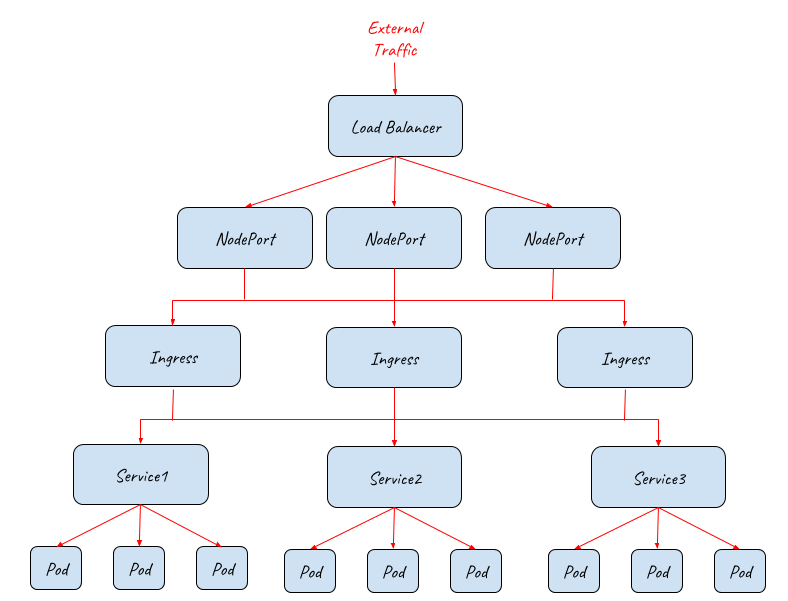 External
Traffic
Load Balancer
NodePort
NodePort
NodePort
Ingress
Ingress
Ingress
Service1
Service2
Service3
Pod
Pod
Pod
Pod
Pod
Pod
Pod
Pod
Pod